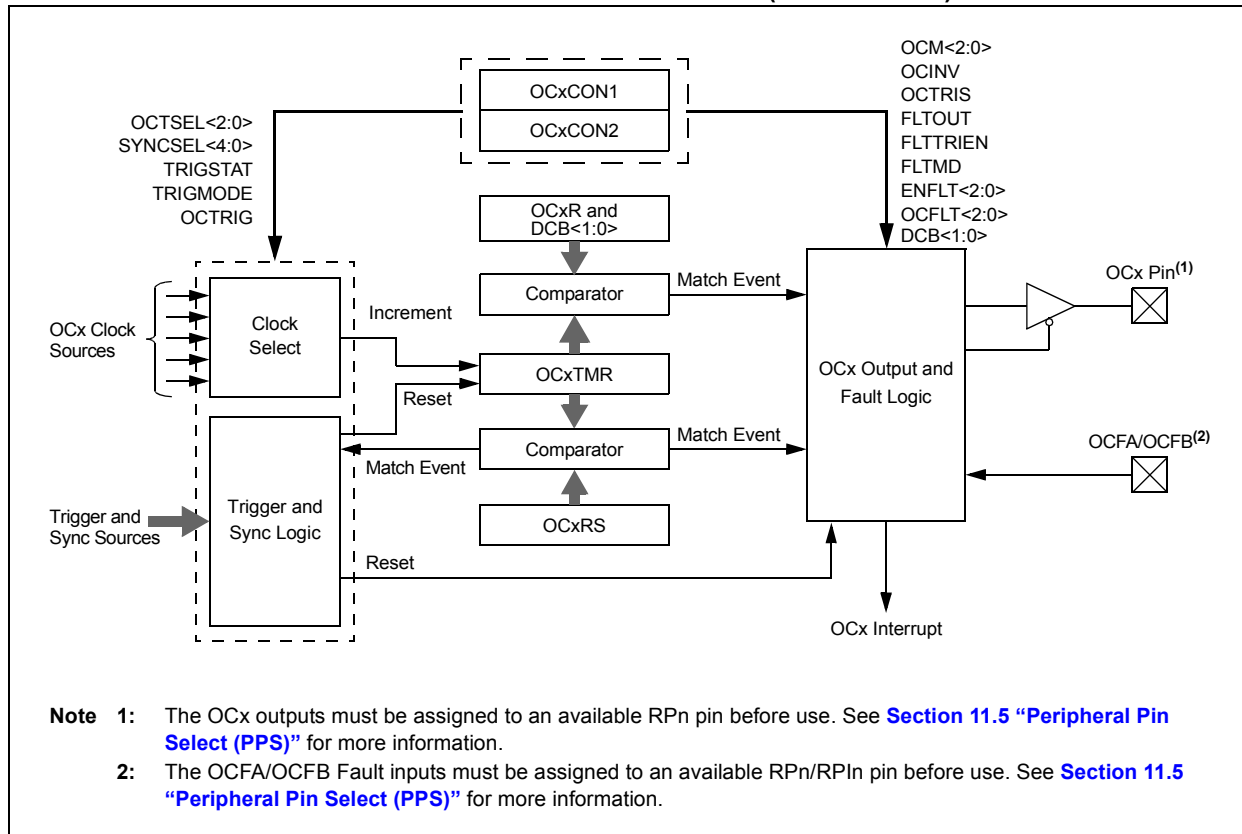 OCxCON1
OCxCON2
OCTSEL<2:0>
SYNCSEL<4:0>
TRIGSTAT
TRIGMODE
OCTRIG
OCM<2:0>
OCINV
OCTRIS
FLTOUT
FLTTRIEN
FLTMD
ENFLT<2:0>
OCFLT<2:0>
DCB<1:0>
OCxR and
DCB<1:0>
Comparator
Match Event
OCx Pin(1)
OCx Clock
Sources
Clock
Select
Increment
OCxTMR
Reset
OCx Output and
Fault Logic
Comparator
Match Event
Match Event
OCFA/OCFB(2)
Trigger and
Sync Sources
Trigger and
Sync Logic
OCxRS
Reset
OCx Interrupt
Note 1: The OCx outputs must be assigned to an available RPn pin before use. See Section 11.5 “Peripheral Pin
Select (PPS)” for more information.
2: The OCFA/OCFB Fault inputs must be assigned to an available RPn/RPIn pin before use. See Section 11.5
“Peripheral Pin Select (PPS)” for more information.